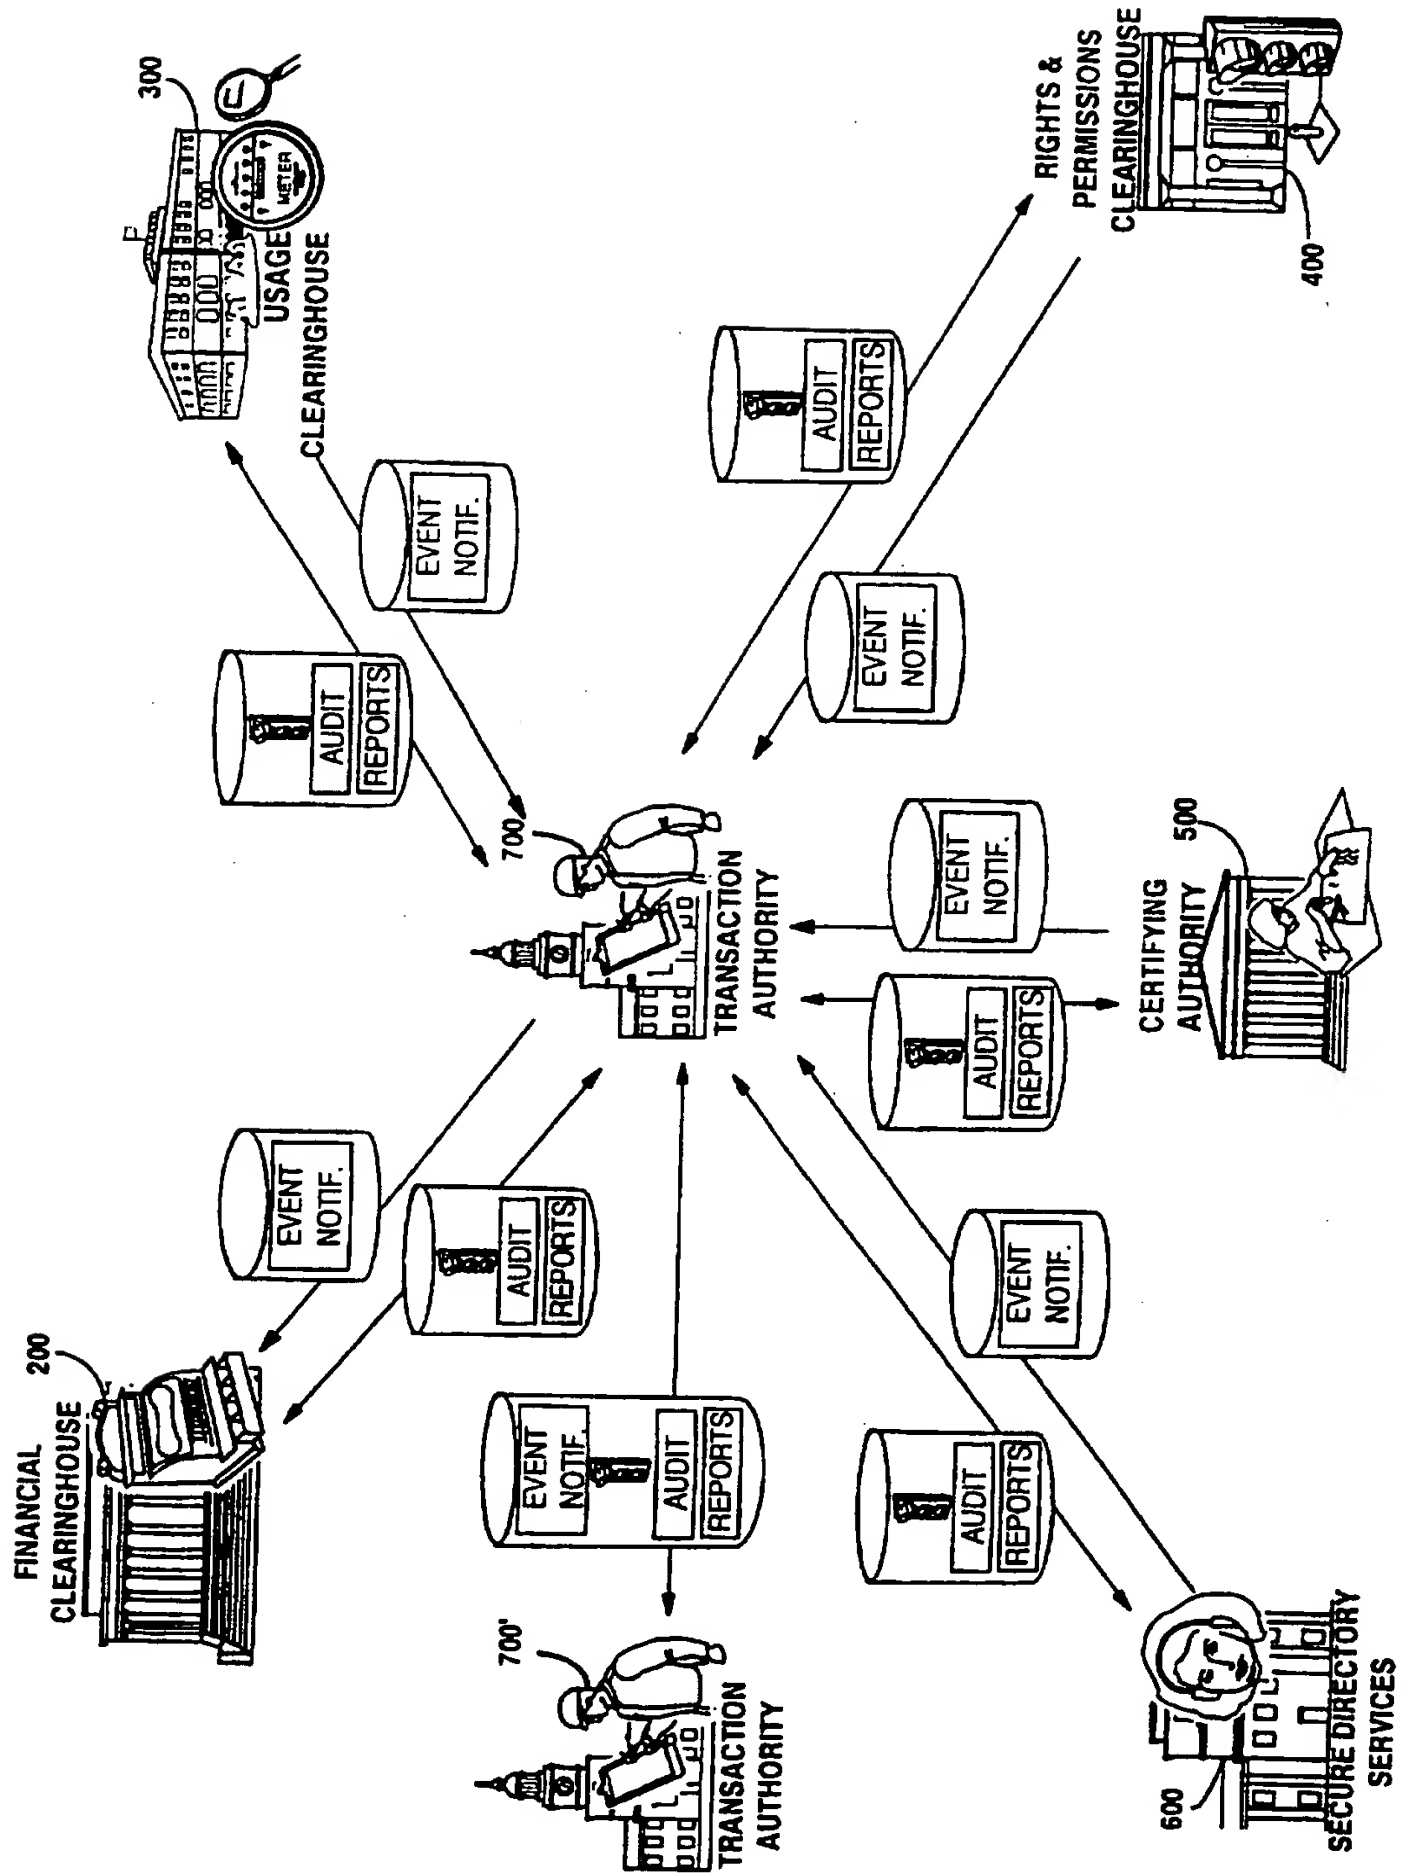 FINANCIAL
CLEARINGHOUSE
200
EVENT
NOTIF.
AUDIT
REPORTS
300
METER
USAGE
CLEARINGHOUSE
AUDIT
REPORTS
EVENT
NOTIF.
700'
TRANSACTION
AUTHORITY
EVENT
NOTIF.
AUDIT
REPORTS
700
TRANSACTION
AUTHORITY
AUDIT
REPORTS
EVENT
NOTIF.
RIGHTS &
PERMISSIONS
CLEARINGHOUSE
400
600
SECURE DIRECTORY
SERVICES
AUDIT
REPORTS
EVENT
NOTIF.
AUDIT
REPORTS
EVENT
NOTIF.
CERTIFYING
AUTHORITY
500